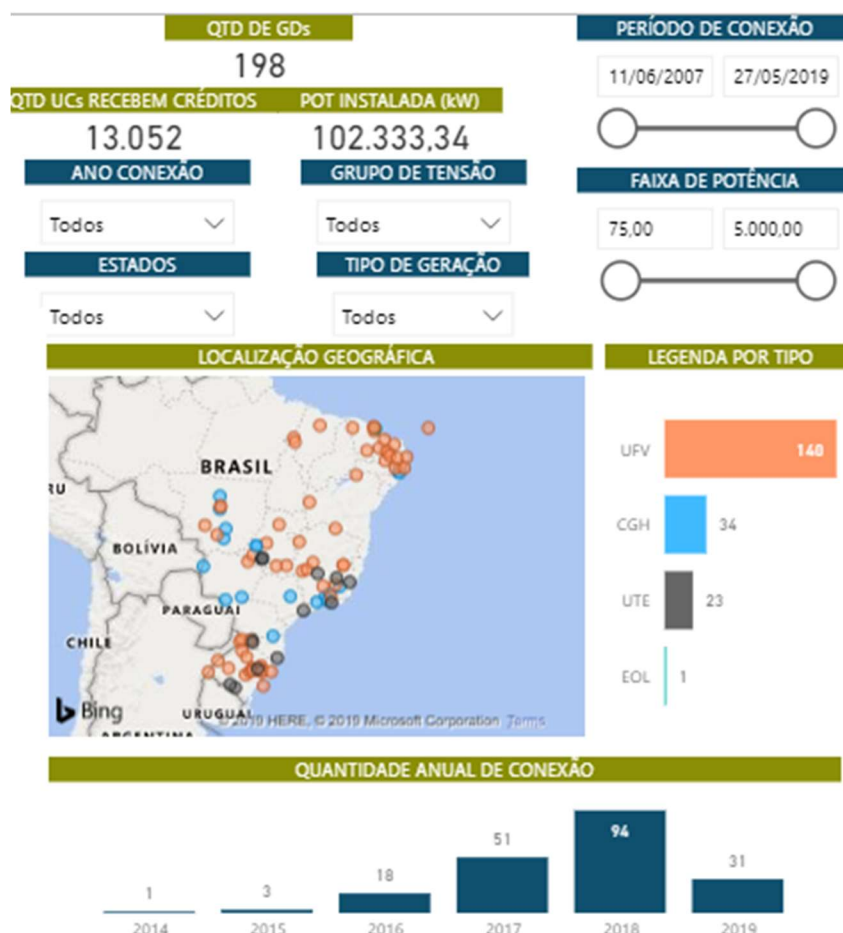 QTD DE GDs
198
QTD UCs RECEBEM CRÉDITOS POT INSTALADA (kW)
13.052 102.333,34
ANO CONEXÃO GRUPO DE TENSÃO
Todos Todos
ESTADOS TIPO DE GERAÇÃO
Todos Todos
PERÍODO DE CONEXÃO
11/06/2007 27/05/2019
FAIXA DE POTÊNCIA
75,00 5.000,00
LOCALIZAÇÃO GEOGRÁFICA
BRASIL
RU
BOLÍVIA
PARAGUAI
CHILE
URUGUAI
ARGENTINA
Bing
© 2019 HERE, © 2019 Microsoft Corporation Terms
LEGENDA POR TIPO
UFV 140
CGH 34
UTE 23
EOL 1
QUANTIDADE ANUAL DE CONEXÃO
1 3 18 51 94 31
2014 2015 2016 2017 2018 2019